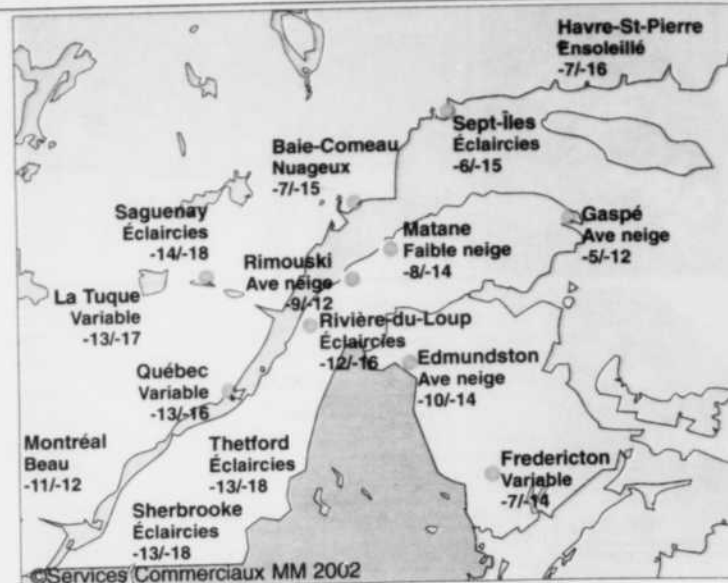 Havre-St-Pierre
Ensoleillé
-7/-16
Sept-Îles
Éclaircies
-6/-15
Baie-Comeau
Nuageux
-7/-15
Saguenay
Éclaircies
-14/-18
Matane
Faible neige
-8/-14
Gaspé
Ave neige
-5/-12
Rimouski
Ave neige
-9/-12
La Tuque
Variable
-13/-17
Rivière-du-Loup
Éclaircies
-12/-16
Québec
Variable
-13/-16
Edmundston
Ave neige
-10/-14
Montréal
Beau
-11/-12
Thetford
Éclaircies
-13/-18
Fredericton
Variable
-7/-14
Sherbrooke
Éclaircies
-13/-18
©Services Commerciaux MM 2002